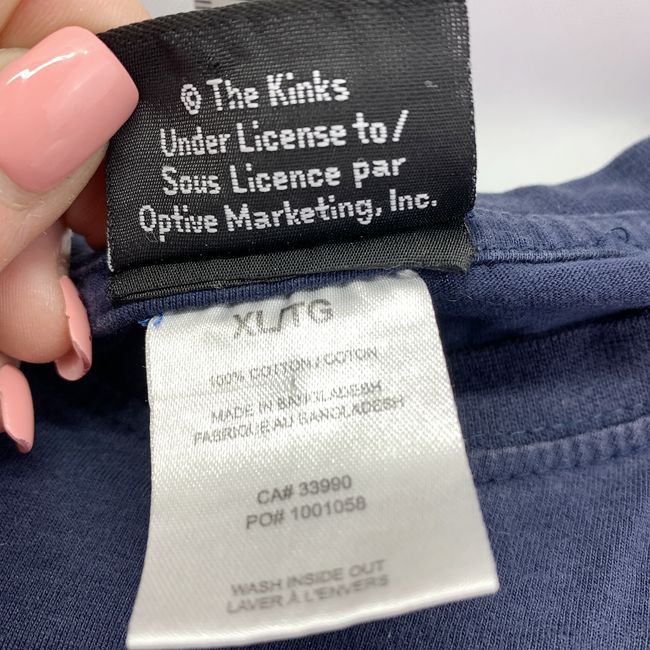 © The Kinks
Under License to/
Sous Licence par
Optive Marketing, Inc.
XL/TG
100% COTTON / COTON
MADE IN BANGLADESH
FABRIQUE AU BANGLADESH
CA# 33990
PO# 1001058
WASH INSIDE OUT
LAVER À L'ENVERS